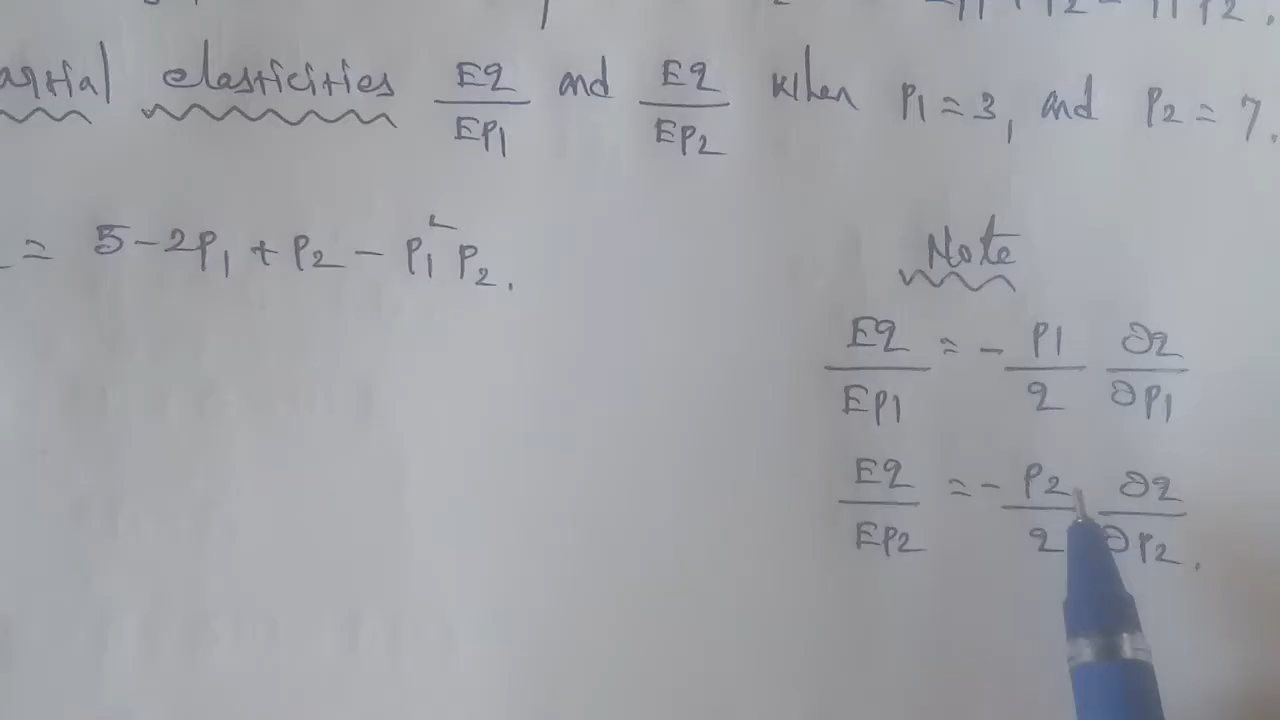 elasticities Eq/Ep1 and Eq/Ep2 when P1 = 3, and P2 = 7.
= 5 - 2p1 + p2 - p1² p2.
Note
Eq/Ep1 = - p1/q ∂q/∂p1
Eq/Ep2 = - p2/q ∂q/∂p2.